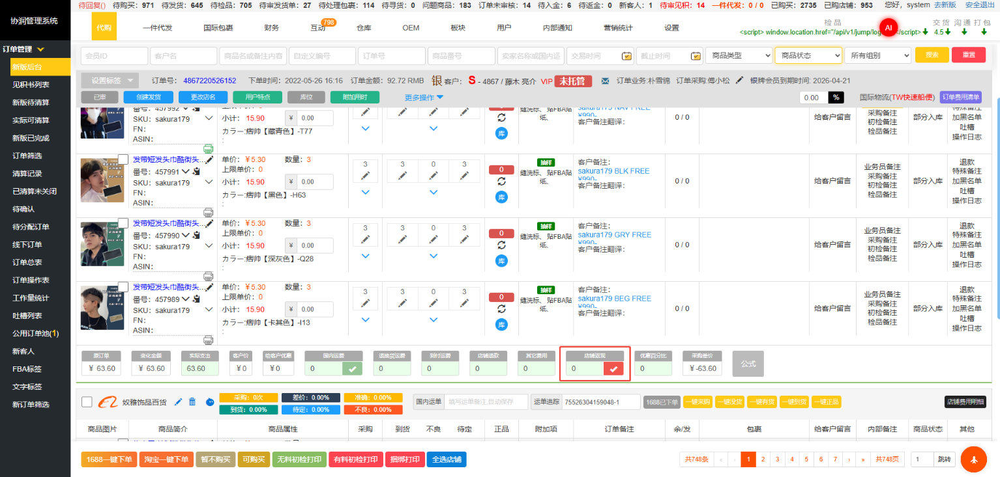 待回复() 待购买：971 待发货：645 待检品：705 待审发货单：27 待处理包裹：114 待寻货：0 问题商品：183 订单未审核：14 待入金：6 待返金：0 新客人：1 待审见积：14 一件代发：0 / 0 已购买：2735 已购店铺：953 您好，system 去新版 安全退出
协润管理系统
代购 一件代发 国际包裹 财务 互动 798 仓库 OEM 板块 用户 内部通知 营销统计 设置
AI
检品 交货 沟通 打包
4.5
订单管理
新版后台
见积书列表
新版待清算
实际可清算
新版已完成
订单筛选
清算记录
已清算未关闭
待确认
待分配订单
线下订单
订单总表
订单操作表
工作量统计
吐槽列表
公用订单池(1)
新客人
FBA标签
文字标签
新订单筛选
会员ID 客户名 商品名或备注内容 自定义编号 订单号 商品番号 卖家名称或国内运 交易时间 截止时间 商品类型 商品状态 所有组别 搜索 重置
设置标签 订单号：4867220526152 下单时间：2022-05-26 16:16 订单金额：92.72 RMB 银 客户：S - 4867 / 藤木 亮介 VIP 未托管 订单业务:朴雪锦 订单采购:傅小松 银牌会员到期时间: 2026-04-21
已审 创建发货 更改店名 用户特点 库位 附加用时 更多操作 0.00 % 国际物流(TW快速船便) 订单费用清单
番号：457992
SKU：sakura179
FN：
ASIN：
小计：15.90 ¥ 0.00
カラー:唐帅【藏青色】-T77
:
库
贴FBA贴纸、
客户备注翻译：
0 / 0
给客户留言
采购备注
初检备注
检品备注
部分入库
加黑名单
吐槽
操作日志
发带短发头巾酷街头...
番号：457991
SKU：sakura179
FN：
ASIN：
单价：￥5.30 数量：3
上限单价：0
小计：15.90 ¥ 0.00
カラー:唐帅【黑色】-H63
:
3 3 0 3
0
库
抽样
缝洗标、 贴FBA贴纸、
客户备注：
sakura179 BLK FREE
客户备注翻译：
0 / 0
给客户留言
业务员备注
采购备注
初检备注
检品备注
部分入库
退款
特殊备注
加黑名单
吐槽
操作日志
发带短发头巾酷街头...
番号：457990
SKU：sakura179
FN：
ASIN：
单价：￥5.30 数量：3
上限单价：0
小计：15.90 ¥ 0.00
カラー:唐帅【深灰色】-Q28
:
3 3 0 3
0
库
抽样
缝洗标、 贴FBA贴纸、
客户备注：
sakura179 GRY FREE
客户备注翻译：
0 / 0
给客户留言
业务员备注
采购备注
初检备注
检品备注
部分入库
退款
特殊备注
加黑名单
吐槽
操作日志
发带短发头巾酷街头...
番号：457989
SKU：sakura179
FN：
ASIN：
单价：￥5.30 数量：3
上限单价：0
小计：15.90 ¥ 0.00
カラー:唐帅【卡其色】-I13
:
3 3 0 3
0
库
抽样
缝洗标、 贴FBA贴纸、
客户备注：
sakura179 BEG FREE
客户备注翻译：
0 / 0
给客户留言
业务员备注
采购备注
初检备注
检品备注
部分入库
退款
特殊备注
加黑名单
吐槽
操作日志
原订单 变化金额 实际支出 客户价 给客户优惠 国内运费 退换货运费 到付运费 店铺退款 其它费用 店铺返现 优惠百分比 采购差价 公式
￥ 63.60 ￥ 63.60 63.60 ￥0 ￥0 0 0 0 0 0 0 0 ￥-63.60
奴雅饰品百货 采购：0次 差价：0.00% 准确：0.00% 国内运单 填写运单备注,自动保存 运单追踪 75526304159048-1 1688已下单 一键采购 一键没货 一键有货 一键到货 一键正品 店铺费用明细
到货：0.00% 待定：0.00% 不良：0.00%
商品图片 商品简介 商品属性 采购 到货 不良 待定 正品 附加项 订单备注 余/发 包裹 给客户留言 内部备注 商品状态 其他
1688一键下单 淘宝一键下单 暂不购买 可购买 无料初检打印 有料初检打印 捆绑打印 全选店铺 共748条 « ‹ 1 2 3 4 5 6 7 › » 共748页 1 跳转